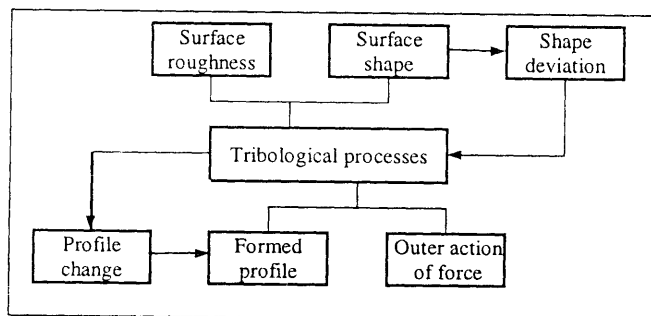 Surface
roughness
Surface
shape
Shape
deviation
Tribological processes
Profile
change
Formed
profile
Outer action
of force